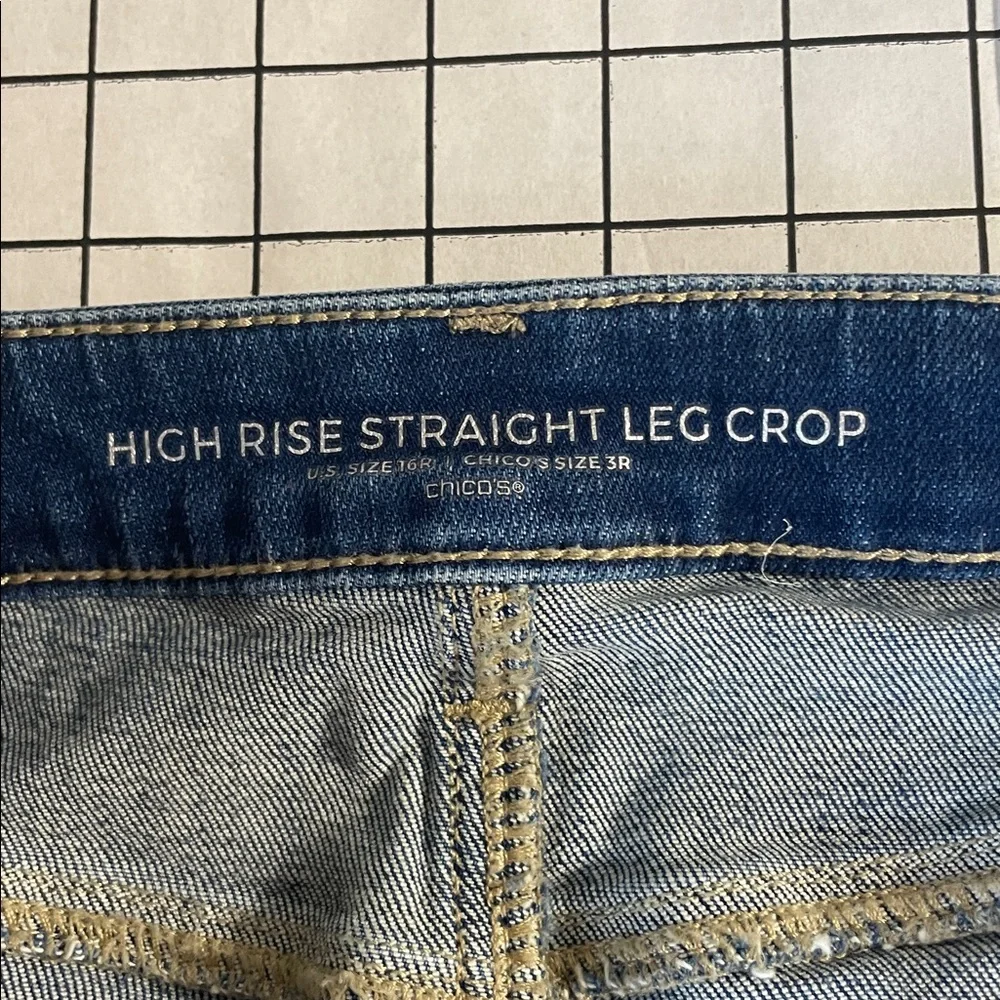 HIGH RISE STRAIGHT LEG CROP
U.S. SIZE 16R | CHICO'S SIZE 3R
chico's®